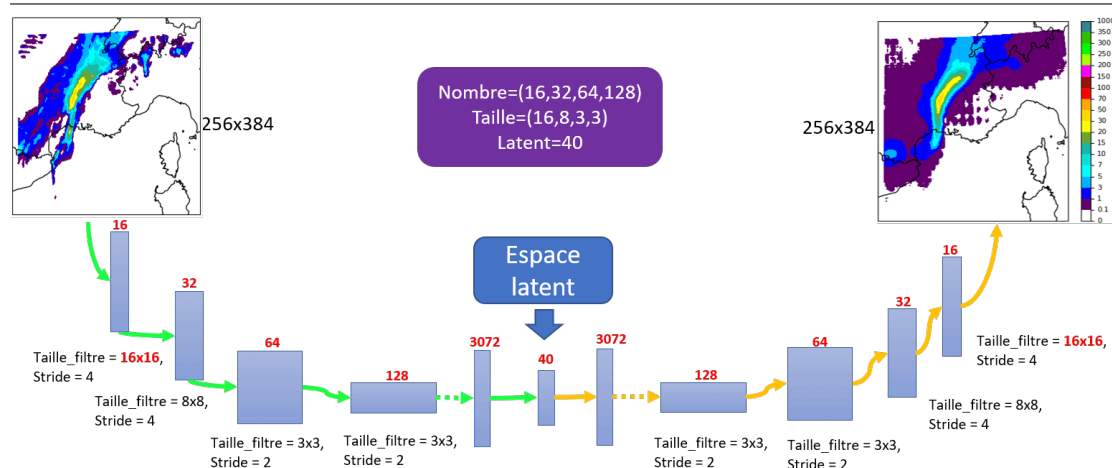 256x384
Nombre=(16,32,64,128)
Taille=(16,8,3,3)
Latent=40
256x384
1000
350
300
250
200
150
100
70
50
30
20
15
10
7
5
3
1
0.1
0
16
Taille_filtre = 16x16,
Stride = 4
32
Taille_filtre = 8x8,
Stride = 4
64
Taille_filtre = 3x3,
Stride = 2
128
Taille_filtre = 3x3,
Stride = 2
3072
Espace
latent
40
3072
128
Taille_filtre = 3x3,
Stride = 2
64
Taille_filtre = 3x3,
Stride = 2
32
Taille_filtre = 8x8,
Stride = 4
16
Taille_filtre = 16x16,
Stride = 4